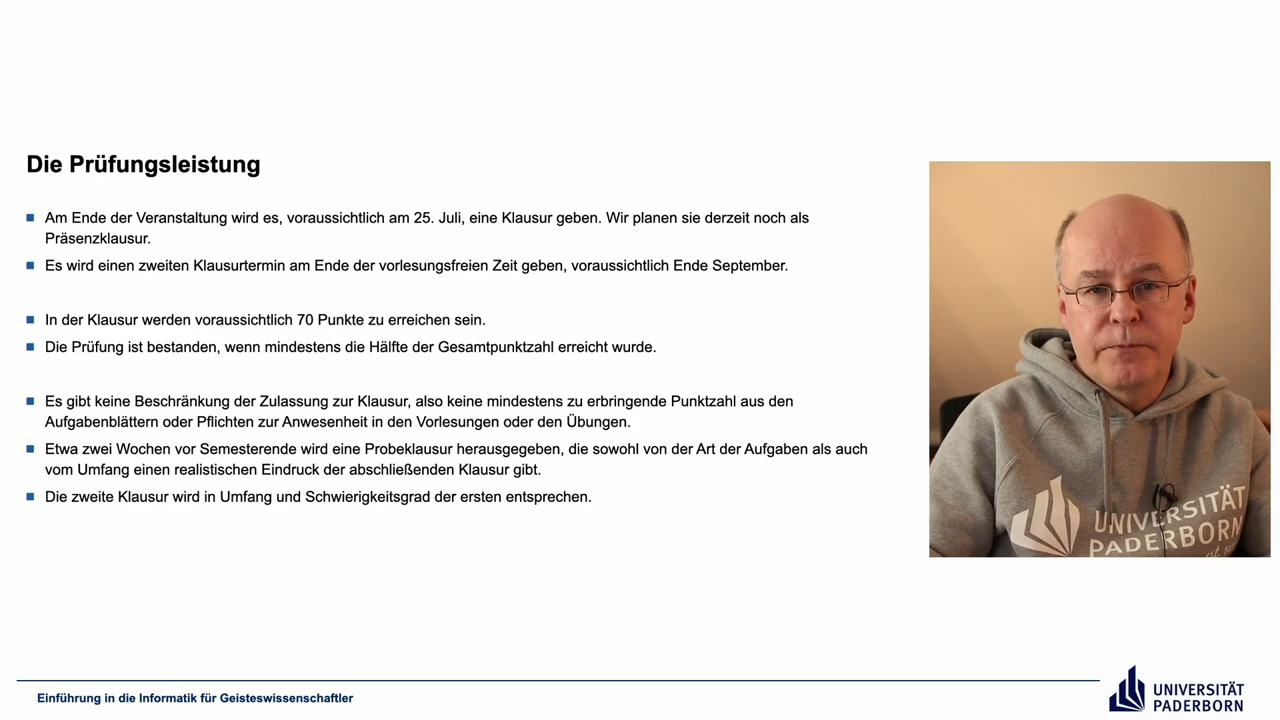 Die Prüfungsleistung
Am Ende der Veranstaltung wird es, voraussichtlich am 25. Juli, eine Klausur geben. Wir planen sie derzeit noch als
Präsenzklausur.
Es wird einen zweiten Klausurtermin am Ende der vorlesungsfreien Zeit geben, voraussichtlich Ende September.
In der Klausur werden voraussichtlich 70 Punkte zu erreichen sein.
Die Prüfung ist bestanden, wenn mindestens die Hälfte der Gesamtpunktzahl erreicht wurde.
Es gibt keine Beschränkung der Zulassung zur Klausur, also keine mindestens zu erbringende Punktzahl aus den
Aufgabenblättern oder Pflichten zur Anwesenheit in den Vorlesungen oder den Übungen.
Etwa zwei Wochen vor Semesterende wird eine Probeklausur herausgegeben, die sowohl von der Art der Aufgaben als auch
vom Umfang einen realistischen Eindruck der abschließenden Klausur gibt.
Die zweite Klausur wird in Umfang und Schwierigkeitsgrad der ersten entsprechen.
UNIVERSITÄT
PADERBORN
est.
Einführung in die Informatik für Geisteswissenschaftler
UNIVERSITÄT
PADERBORN